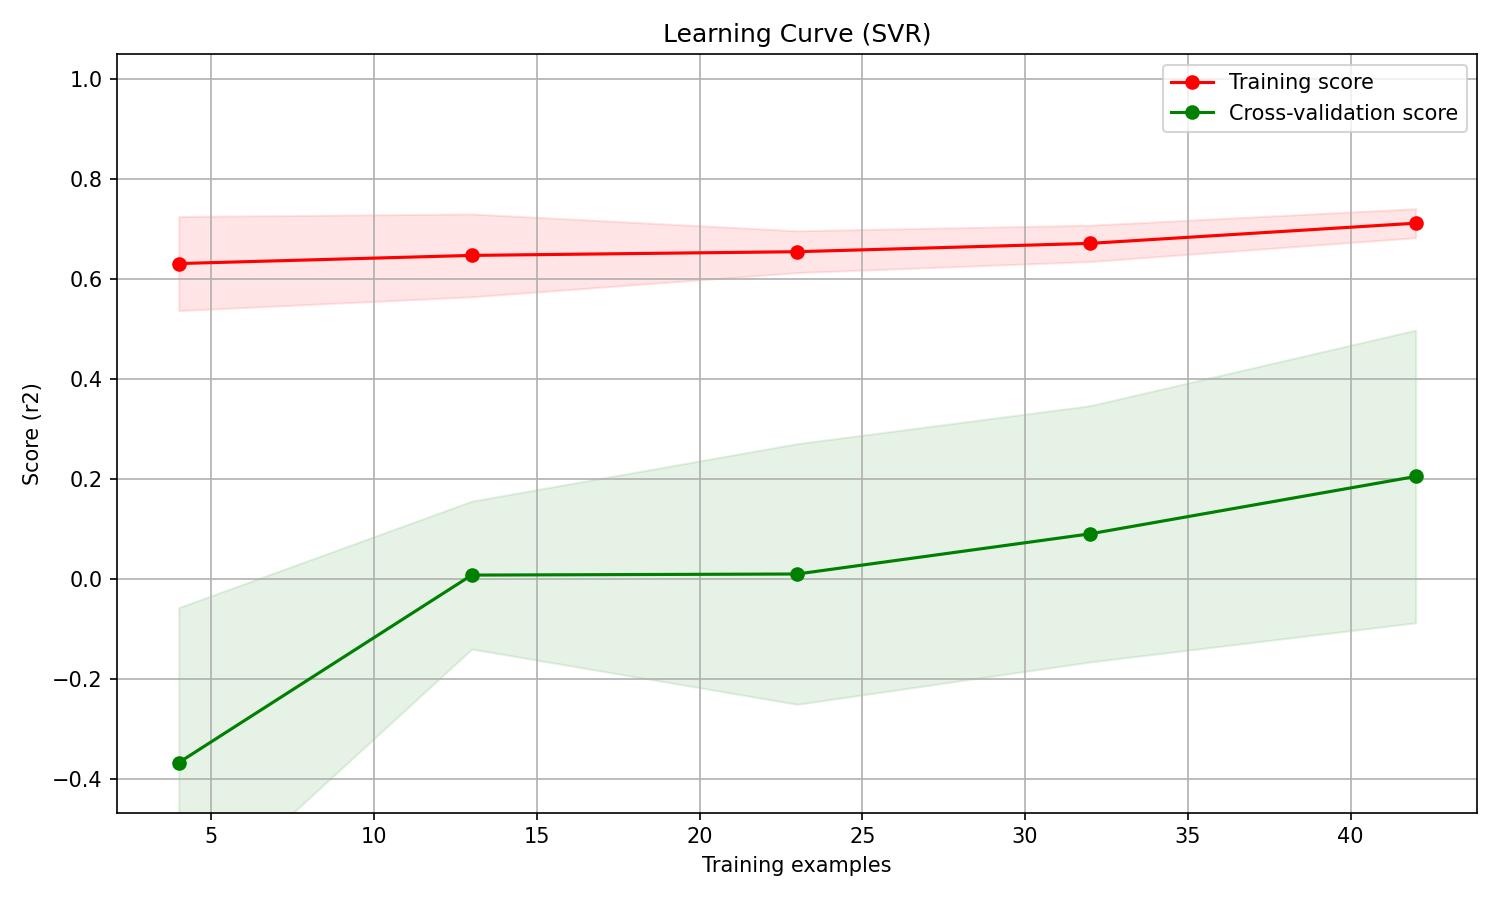 Learning Curve (SVR)
1.0
0.8
0.6
0.4
0.2
0.0
−0.2
−0.4
Score (r2)
Training score
Cross-validation score
5 10 15 20 25 30 35 40
Training examples